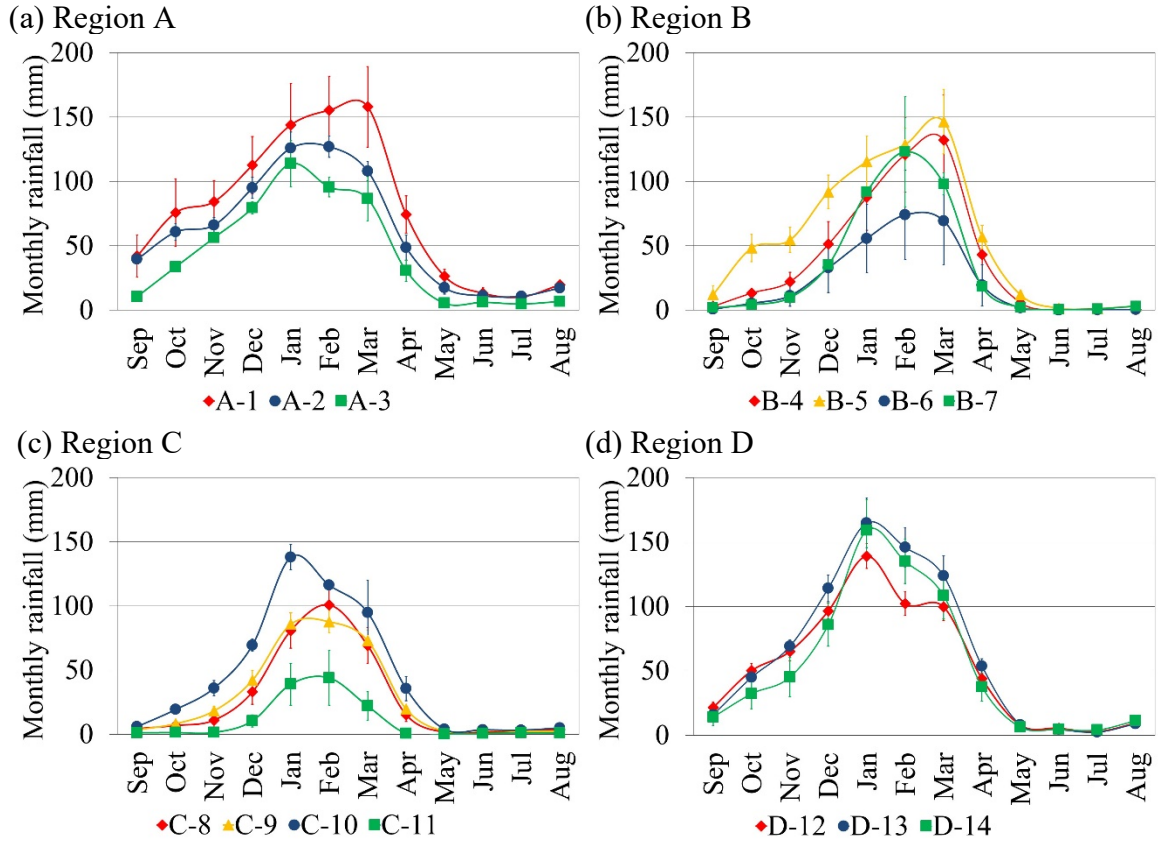 (a) Region A
Monthly rainfall (mm)
200
150
100
50
0
Sep
Oct
Nov
Dec
Jan
Feb
Mar
Apr
May
Jun
Jul
Aug
A-1 A-2 A-3
(b) Region B
Monthly rainfall (mm)
200
150
100
50
0
Sep
Oct
Nov
Dec
Jan
Feb
Mar
Apr
May
Jun
Jul
Aug
B-4 B-5 B-6 B-7
(c) Region C
Monthly rainfall (mm)
200
150
100
50
0
Sep
Oct
Nov
Dec
Jan
Feb
Mar
Apr
May
Jun
Jul
Aug
C-8 C-9 C-10 C-11
(d) Region D
Monthly rainfall (mm)
200
150
100
50
0
Sep
Oct
Nov
Dec
Jan
Feb
Mar
Apr
May
Jun
Jul
Aug
D-12 D-13 D-14